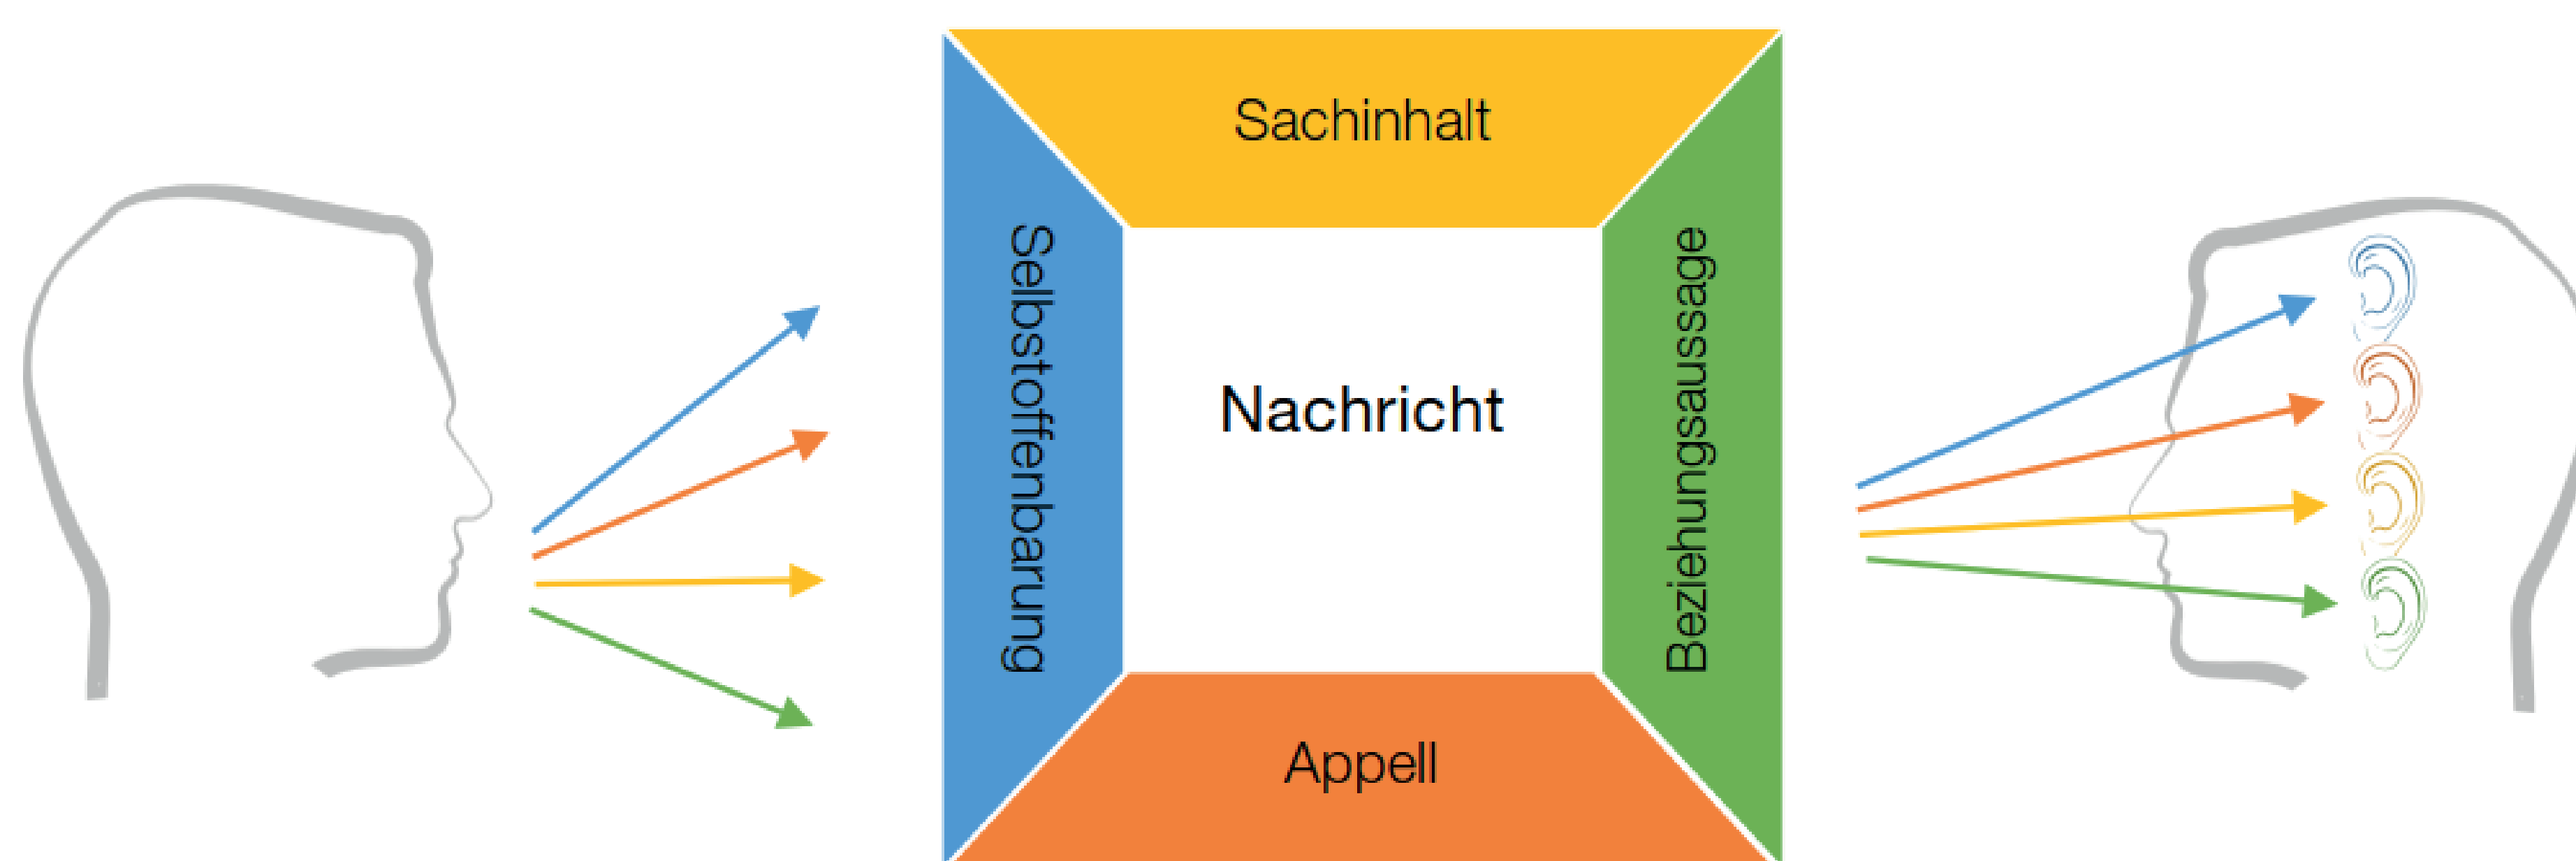 Sachinhalt
Selbstoffenbarung
Nachricht
Beziehungsaussage
Appell